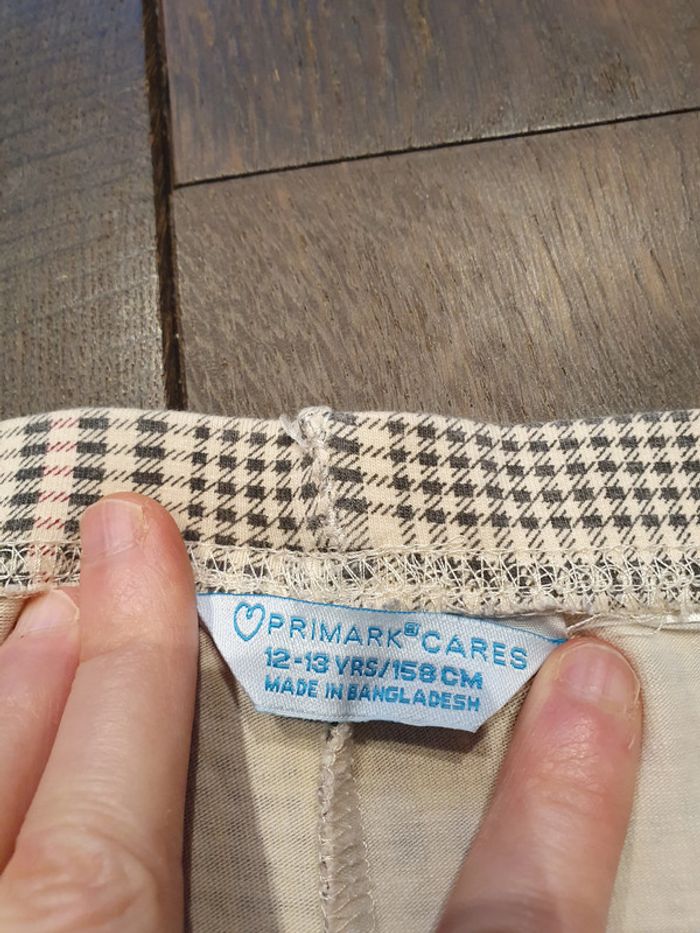 PRIMARK® CARES
12-13 YRS/158 CM
MADE IN BANGLADESH